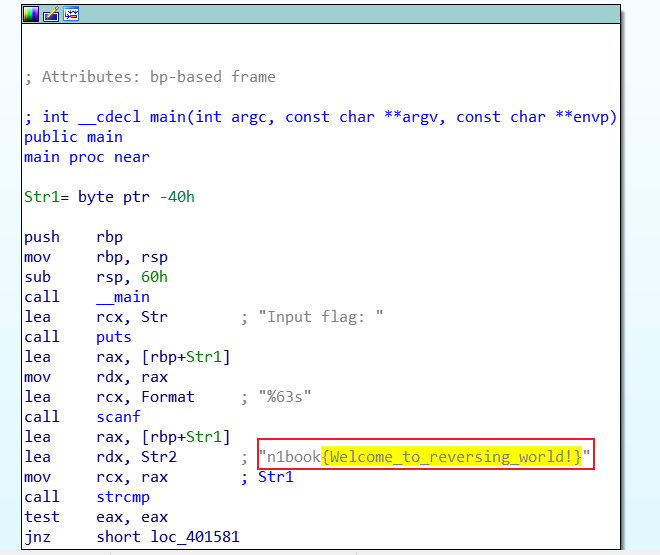 ; Attributes: bp-based frame
; int __cdecl main(int argc, const char **argv, const char **envp)
public main
main proc near
Str1= byte ptr -40h
push    rbp
mov     rbp, rsp
sub     rsp, 60h
call    __main
lea     rcx, Str        ; "Input flag: "
call    puts
lea     rax, [rbp+Str1]
mov     rdx, rax
lea     rcx, Format     ; "%63s"
call    scanf
lea     rax, [rbp+Str1]
lea     rdx, Str2       ; "n1book{Welcome_to_reversing_world!}"
mov     rcx, rax        ; Str1
call    strcmp
test    eax, eax
jnz     short loc_401581